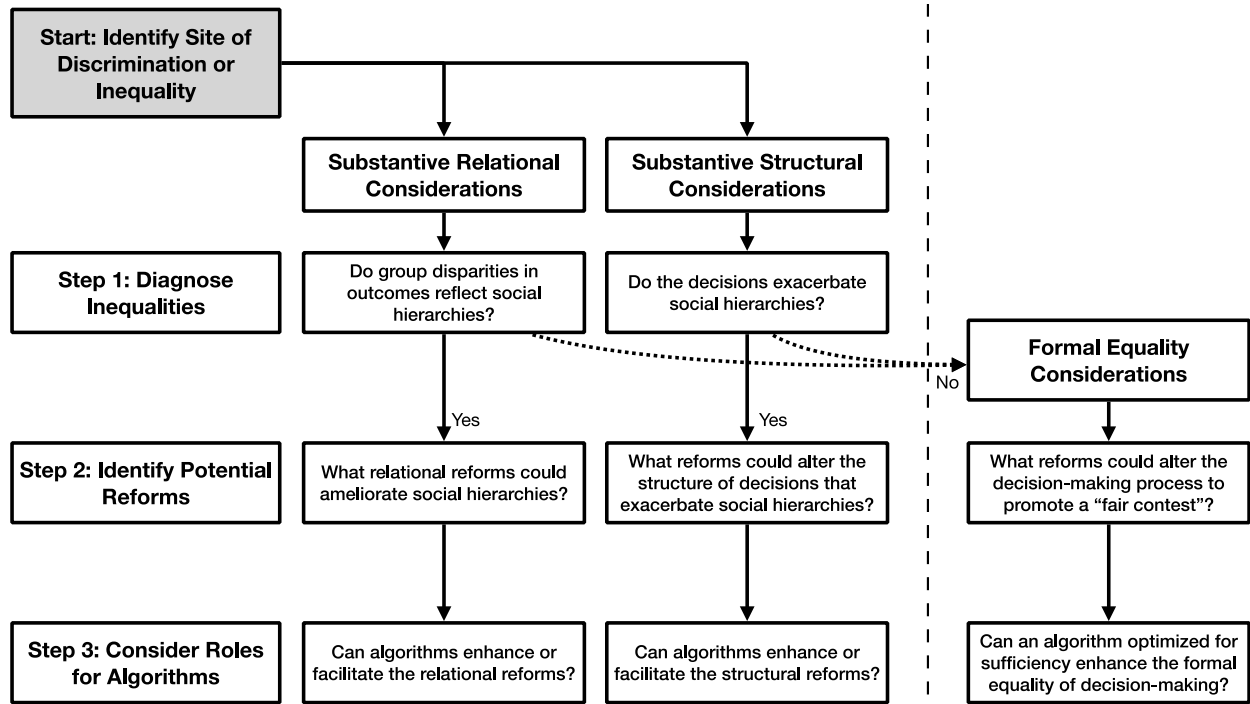 Start: Identify Site of
Discrimination or
Inequality
Substantive Relational
Considerations
Substantive Structural
Considerations
Step 1: Diagnose
Inequalities
Do group disparities in
outcomes reflect social
hierarchies?
Do the decisions exacerbate
social hierarchies?
Formal Equality
Considerations
No
Yes
Yes
Step 2: Identify Potential
Reforms
What relational reforms could
ameliorate social hierarchies?
What reforms could alter the
structure of decisions that
exacerbate social hierarchies?
What reforms could alter the
decision-making process to
promote a “fair contest”?
Step 3: Consider Roles
for Algorithms
Can algorithms enhance or
facilitate the relational reforms?
Can algorithms enhance or
facilitate the structural reforms?
Can an algorithm optimized for
sufficiency enhance the formal
equality of decision-making?